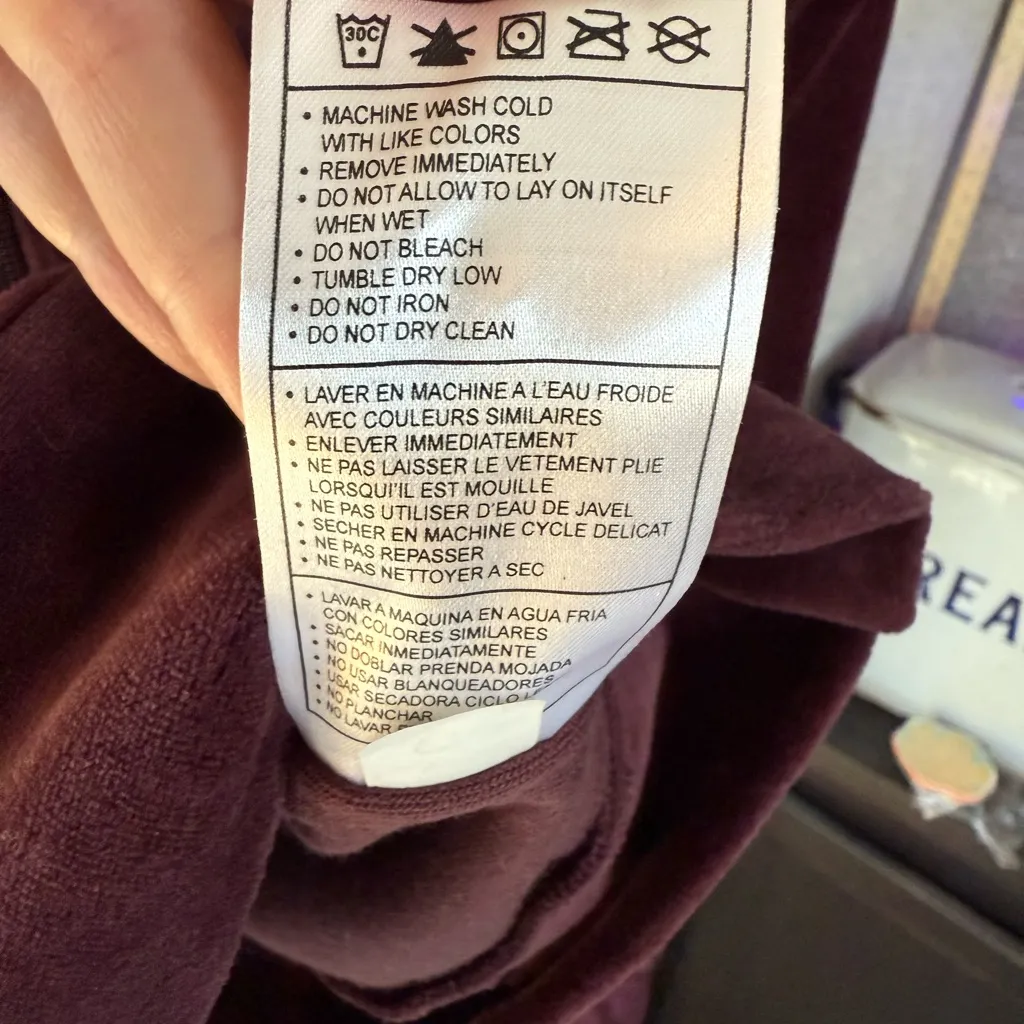 30C
• MACHINE WASH COLD
WITH LIKE COLORS
• REMOVE IMMEDIATELY
• DO NOT ALLOW TO LAY ON ITSELF
WHEN WET
• DO NOT BLEACH
• TUMBLE DRY LOW
• DO NOT IRON
• DO NOT DRY CLEAN
• LAVER EN MACHINE A L'EAU FROIDE
AVEC COULEURS SIMILAIRES
• ENLEVER IMMEDIATEMENT
• NE PAS LAISSER LE VETEMENT PLIE
LORSQU'IL EST MOUILLE
• NE PAS UTILISER D'EAU DE JAVEL
• SECHER EN MACHINE CYCLE DELICAT
• NE PAS REPASSER
• NE PAS NETTOYER A SEC
• LAVAR A MAQUINA EN AGUA FRIA
CON COLORES SIMILARES
• SACAR INMEDIATAMENTE
• NO DOBLAR PRENDA MOJADA
• NO USAR BLANQUEADORES
• USAR SECADORA CICLO
• NO PLANCHAR
• NO LAVAR
REA